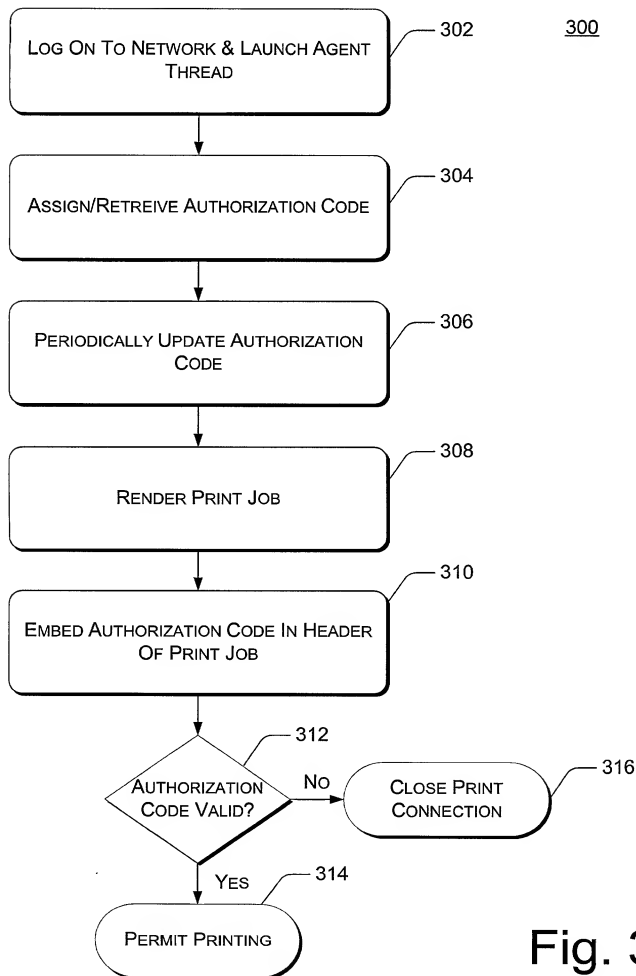 300
LOG ON TO NETWORK & LAUNCH AGENT
THREAD
302
ASSIGN/RETREIVE AUTHORIZATION CODE
304
PERIODICALLY UPDATE AUTHORIZATION
CODE
306
RENDER PRINT JOB
308
EMBED AUTHORIZATION CODE IN HEADER
OF PRINT JOB
310
AUTHORIZATION
CODE VALID?
312
NO
CLOSE PRINT
CONNECTION
316
YES
PERMIT PRINTING
314
Fig. 3